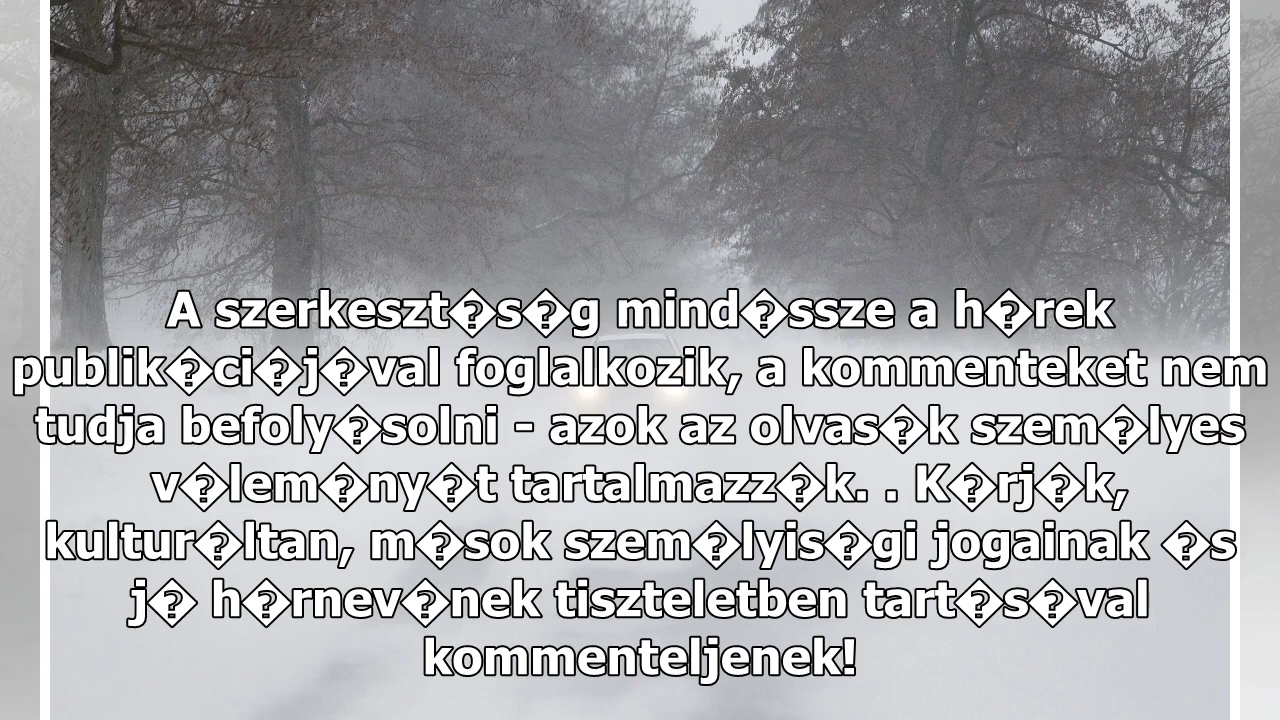 A szerkeszt�s�g mind�ssze a h�rek
publik�ci�j�val foglalkozik, a kommenteket nem
tudja befoly�solni - azok az olvas�k szem�lyes
v�lem�ny�t tartalmazz�k. . K�rj�k,
kultur�ltan, m�sok szem�lyis�gi jogainak �s
j� h�rnev�nek tiszteletben tart�s�val
kommenteljenek!